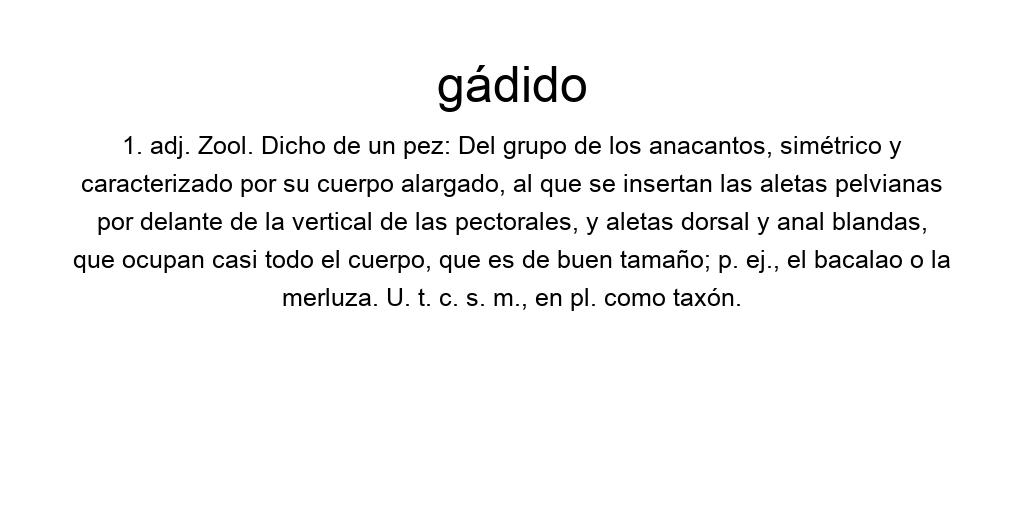 gádido
1. adj. Zool. Dicho de un pez: Del grupo de los anacantos, simétrico y
caracterizado por su cuerpo alargado, al que se insertan las aletas pelvianas
por delante de la vertical de las pectorales, y aletas dorsal y anal blandas,
que ocupan casi todo el cuerpo, que es de buen tamaño; p. ej., el bacalao o la
merluza. U. t. c. s. m., en pl. como taxón.